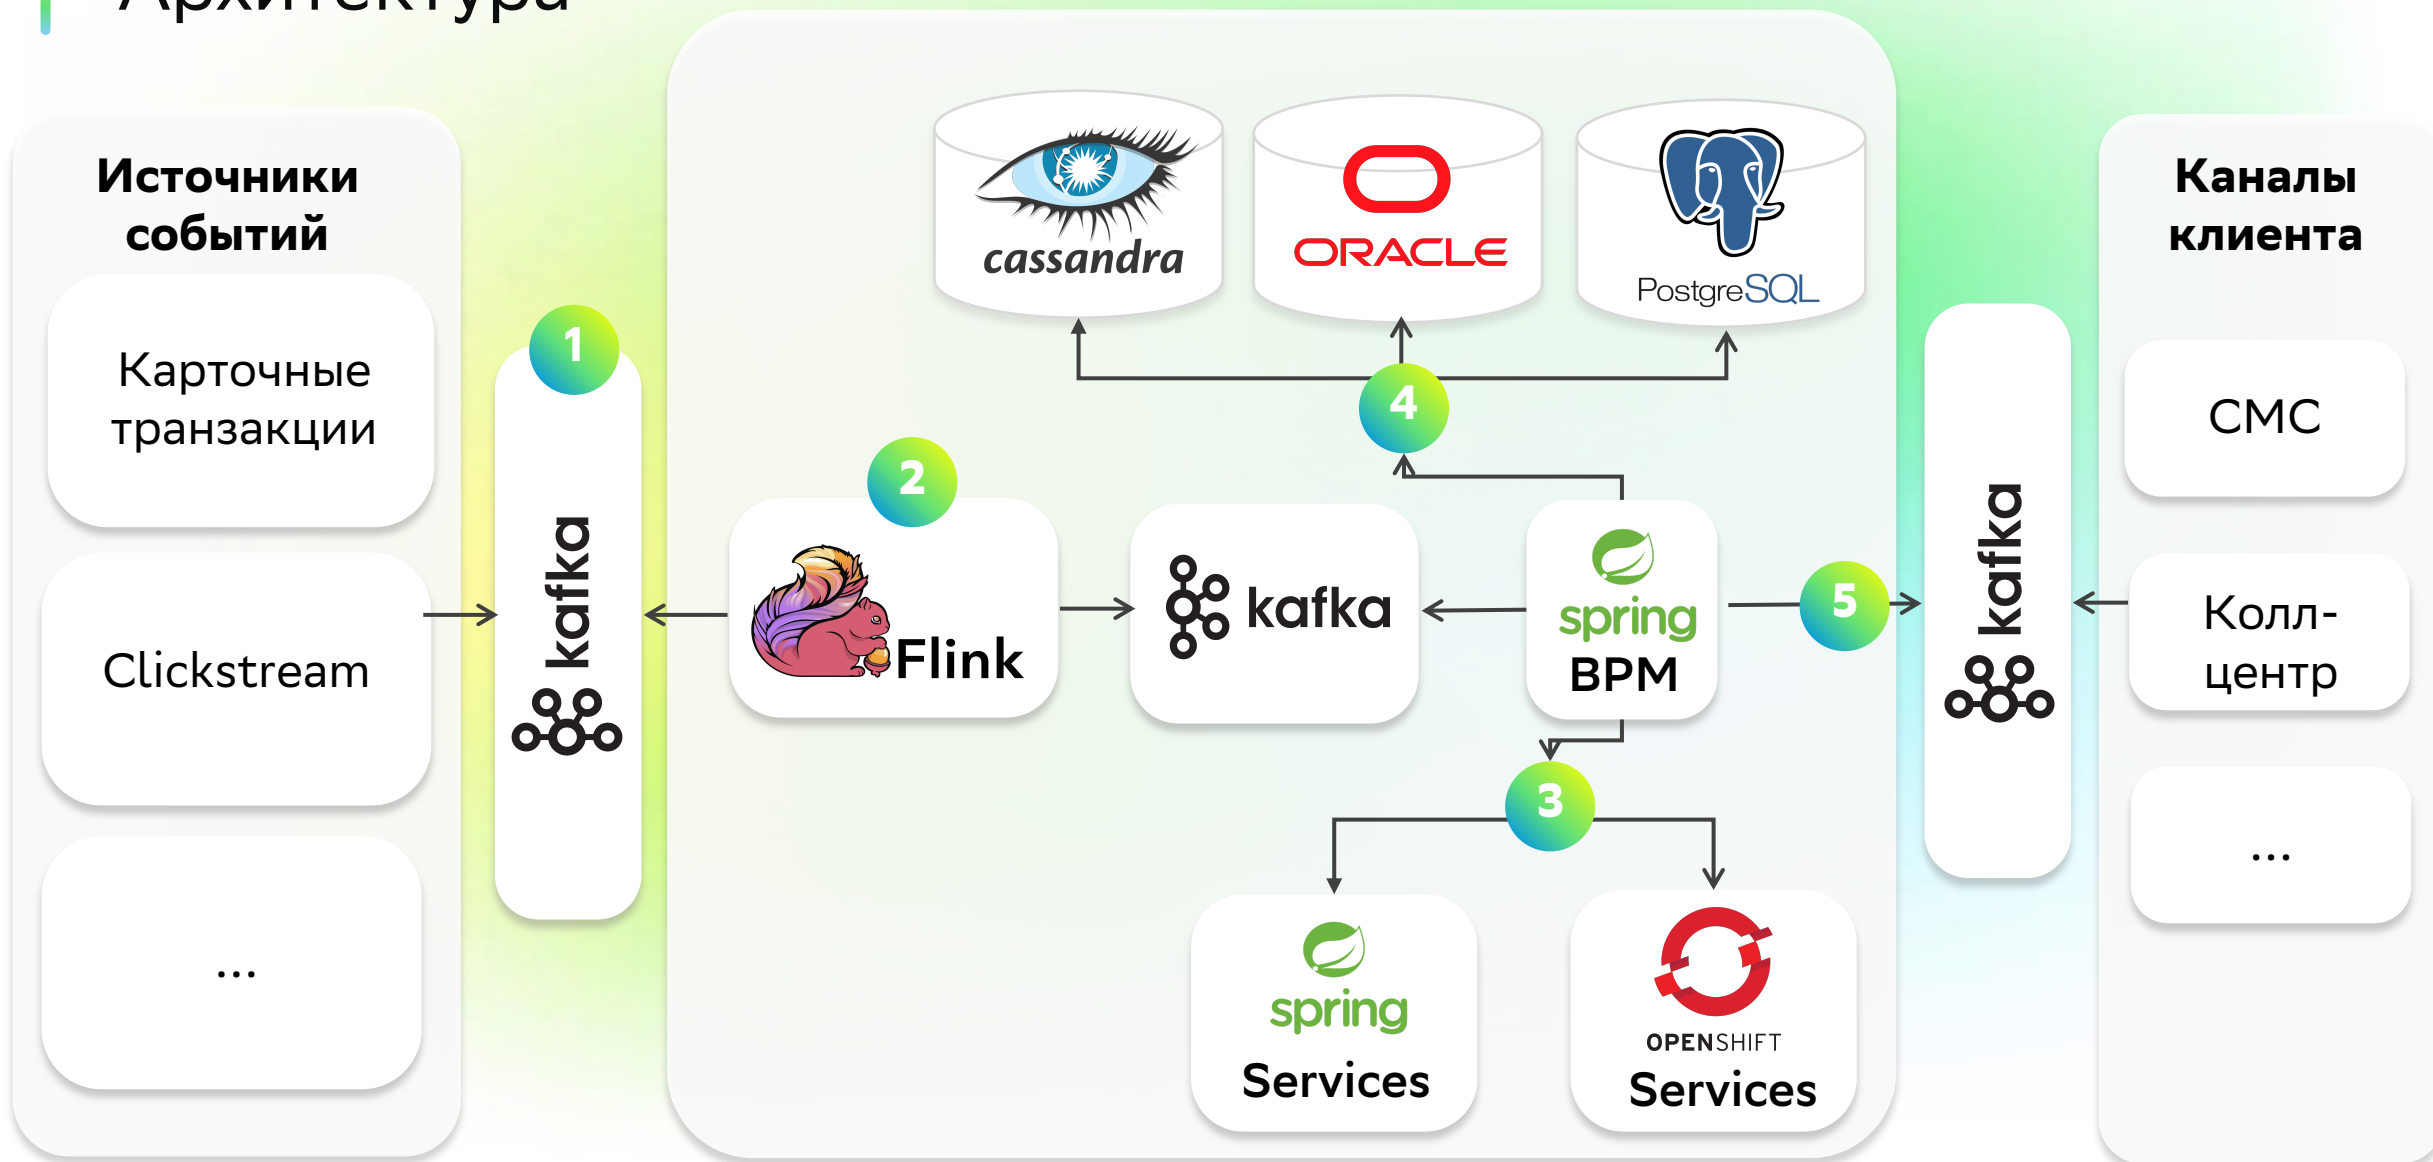 Архитектура
Источники
событий
Карточные
транзакции
Clickstream
...
1
kafka
2
Flink
kafka
cassandra
ORACLE
PostgreSQL
4
spring
BPM
5
3
spring
Services
OPENSHIFT
Services
kafka
Каналы
клиента
СМС
Колл-
центр
...